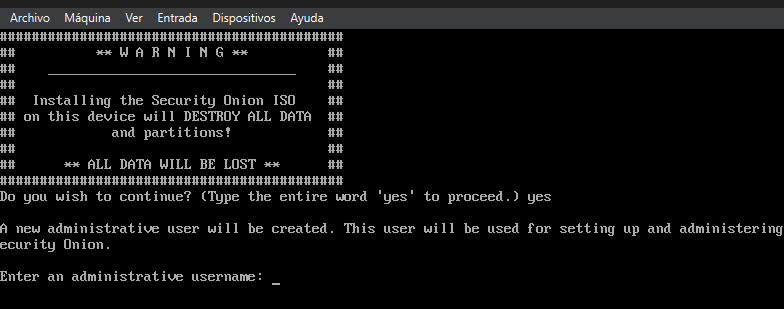 Archivo Máquina Ver Entrada Dispositivos Ayuda
###########################################
## ** W A R N I N G ** ##
## _______________________________ ##
## ##
## Installing the Security Onion ISO ##
## on this device will DESTROY ALL DATA ##
## and partitions! ##
## ##
## ** ALL DATA WILL BE LOST ** ##
###########################################
Do you wish to continue? (Type the entire word 'yes' to proceed.) yes
A new administrative user will be created. This user will be used for setting up and administering
ecurity Onion.
Enter an administrative username: _